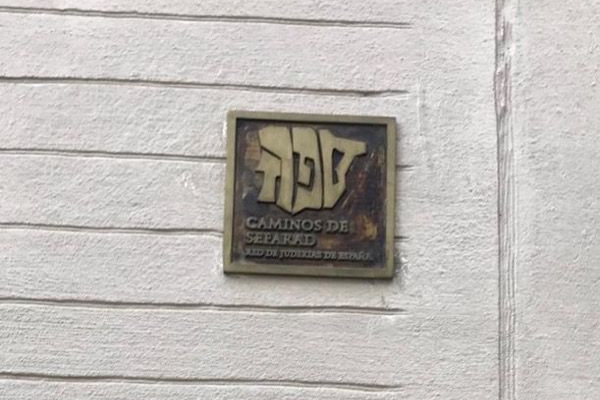 ספרד
CAMINOS DE
SEFARAD
RED DE JUDERÍAS DE ESPAÑA